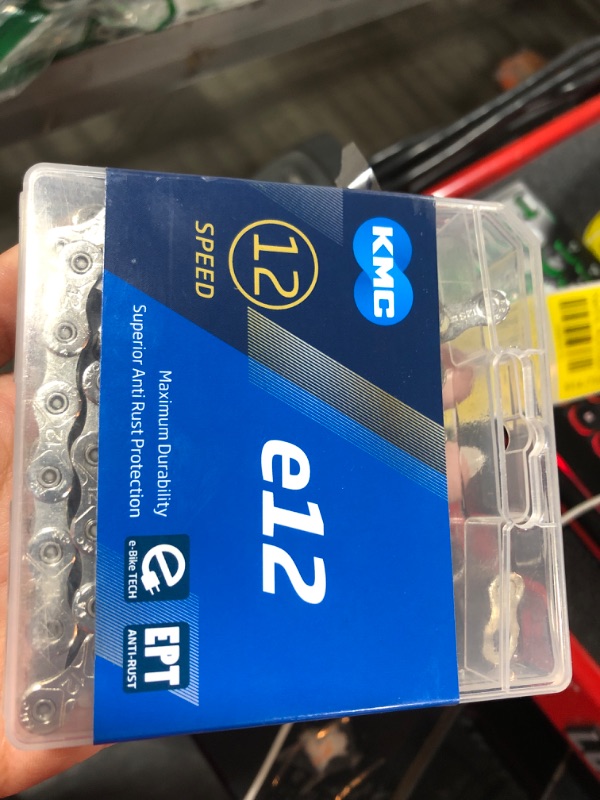 KMC
12
SPEED
e12
Maximum Durability
Superior Anti Rust Protection
e
e-Bike TECH
EPT
ANTI-RUST